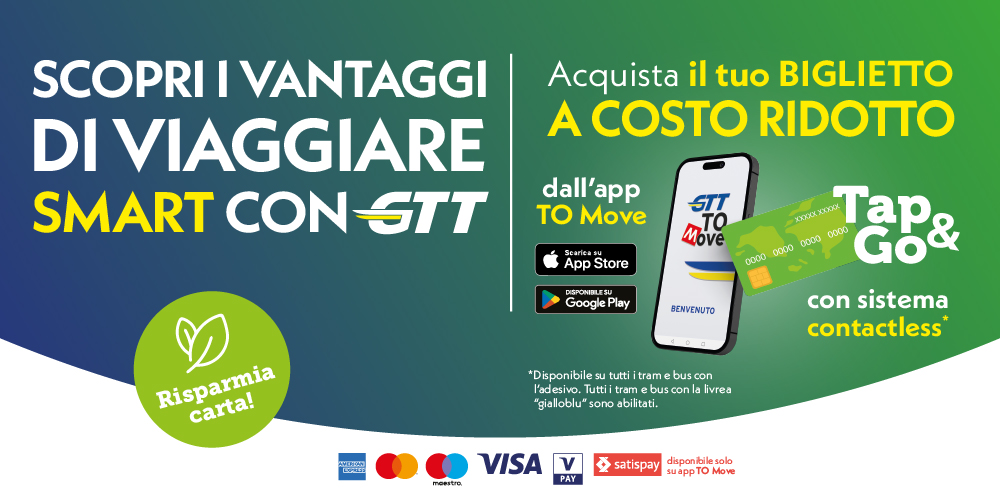 SCOPRI I VANTAGGI
DI VIAGGIARE
SMART CON GTT
Risparmia
carta!
Acquista il tuo BIGLIETTO
A COSTO RIDOTTO
dall'app
TO Move
Scarica su
App Store
DISPONIBILE SU
Google Play
GTT
TO
Move
BENVENUTO
XXXXX XXXXX
0000 0000 0000 0000
Tap
&
Go
con sistema
contactless*
*Disponibile su tutti i tram e bus con
l'adesivo. Tutti i tram e bus con la livrea
"gialloblu" sono abilitati.
AMERICAN
EXPRESS
maestro.
VISA
V
PAY
satispay
disponibile solo
su app TO Move